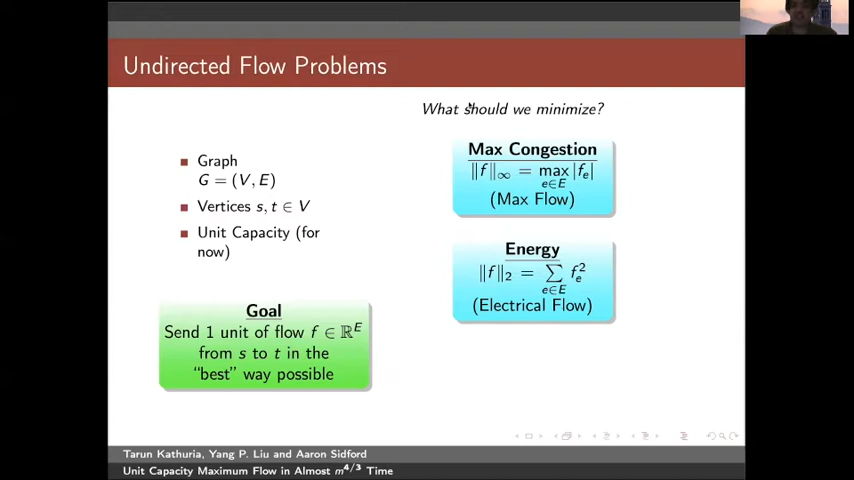 Undirected Flow Problems
What should we minimize?
Graph
G = (V, E)
Vertices s, t ∈ V
Unit Capacity (for
now)
Goal
Send 1 unit of flow f ∈ ℝ^E
from s to t in the
“best” way possible
Max Congestion
‖f‖∞ = max |f_e|
e∈E
(Max Flow)
Energy
‖f‖₂ = ∑ f_e^2
e∈E
(Electrical Flow)
Tarun Kathuria, Yang P. Liu and Aaron Sidford
Unit Capacity Maximum Flow in Almost m^4/3 Time